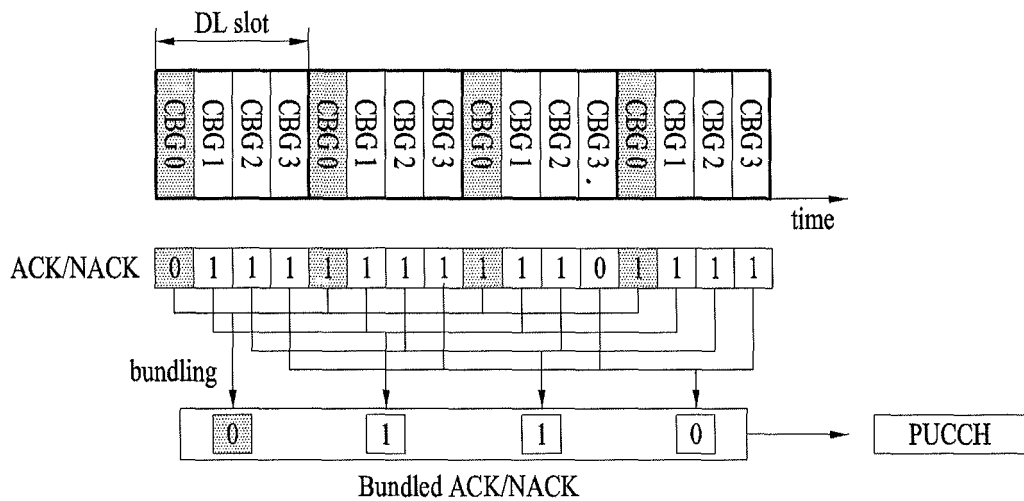 DL slot
CBG 0 CBG 1 CBG 2 CBG 3 CBG 0 CBG 1 CBG 2 CBG 3 CBG 0 CBG 1 CBG 2 CBG 3 CBG 0 CBG 1 CBG 2 CBG 3
time
ACK/NACK 0 1 1 1 1 1 1 1 1 1 1 0 1 1 1 1
bundling
0 1 1 0 PUCCH
Bundled ACK/NACK